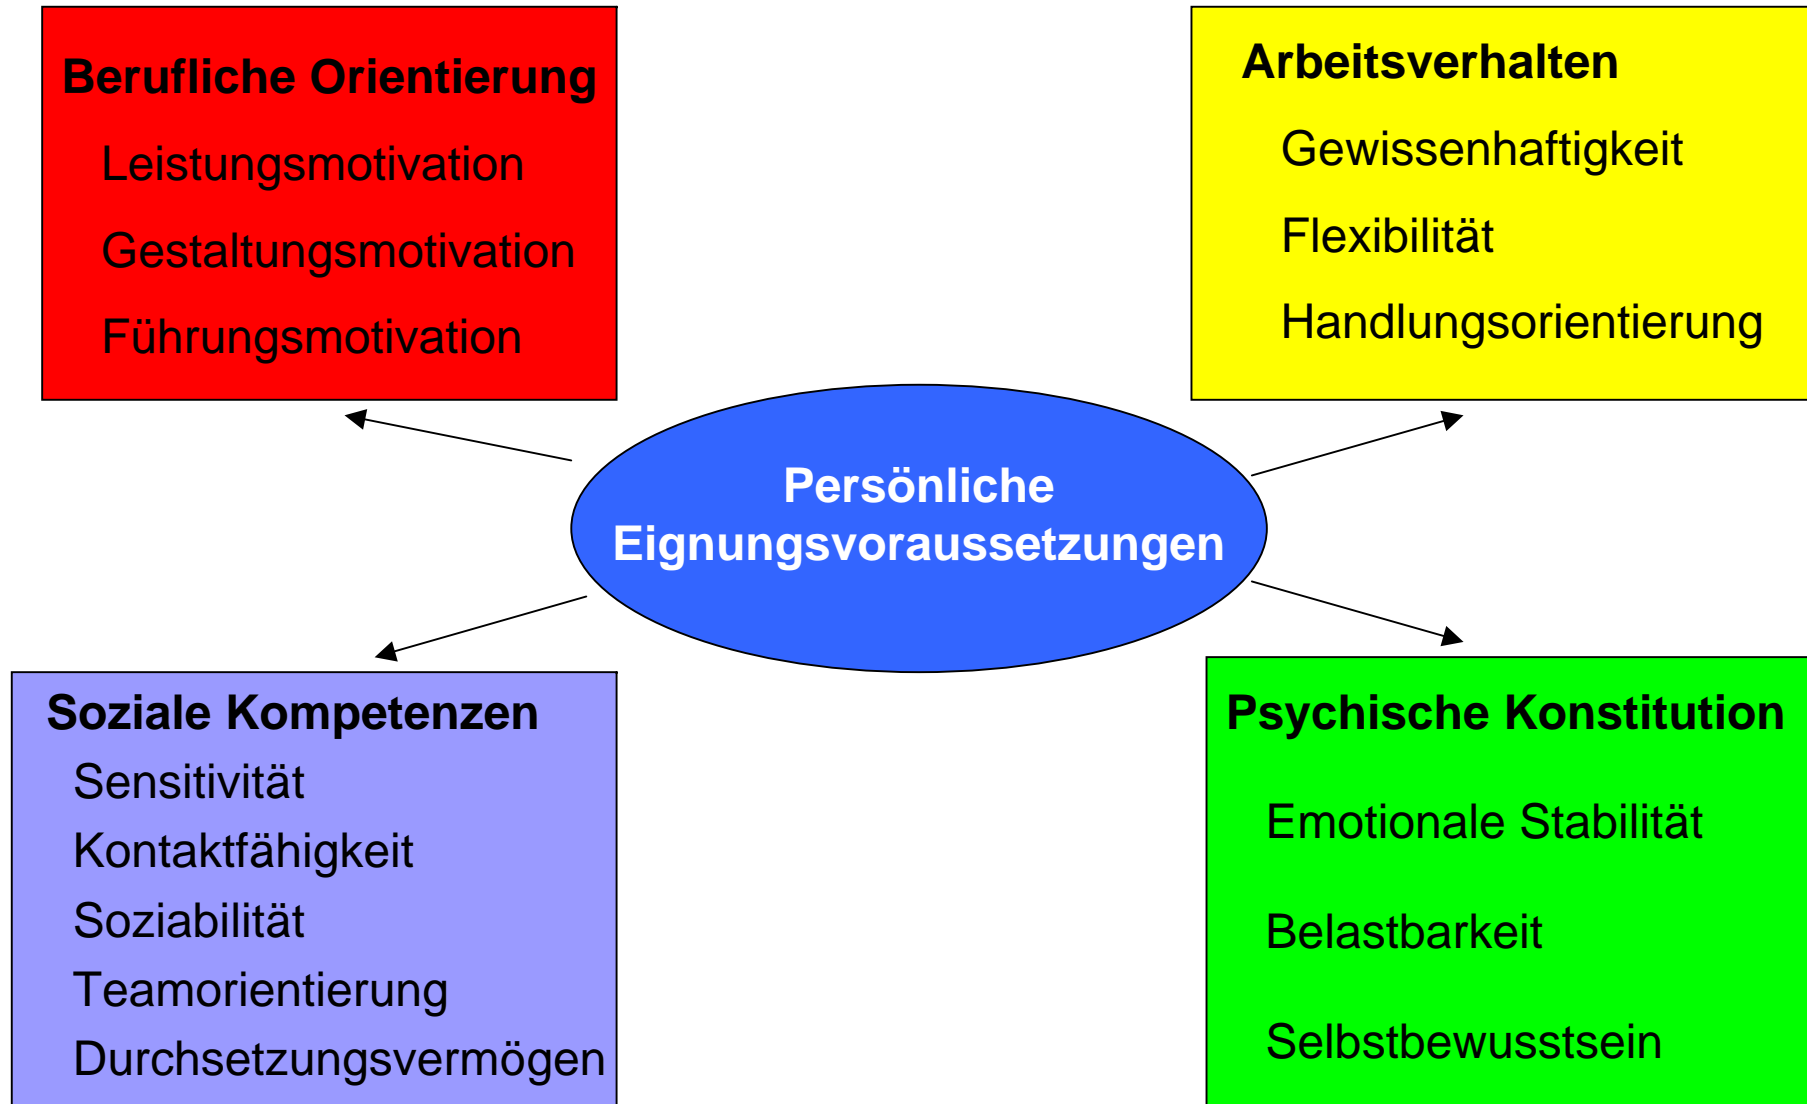 Berufliche Orientierung
Leistungsmotivation
Gestaltungsmotivation
Führungsmotivation
Arbeitsverhalten
Gewissenhaftigkeit
Flexibilität
Handlungsorientierung
Persönliche
Eignungsvoraussetzungen
Soziale Kompetenzen
Sensitivität
Kontaktfähigkeit
Soziabilität
Teamorientierung
Durchsetzungsvermögen
Psychische Konstitution
Emotionale Stabilität
Belastbarkeit
Selbstbewusstsein